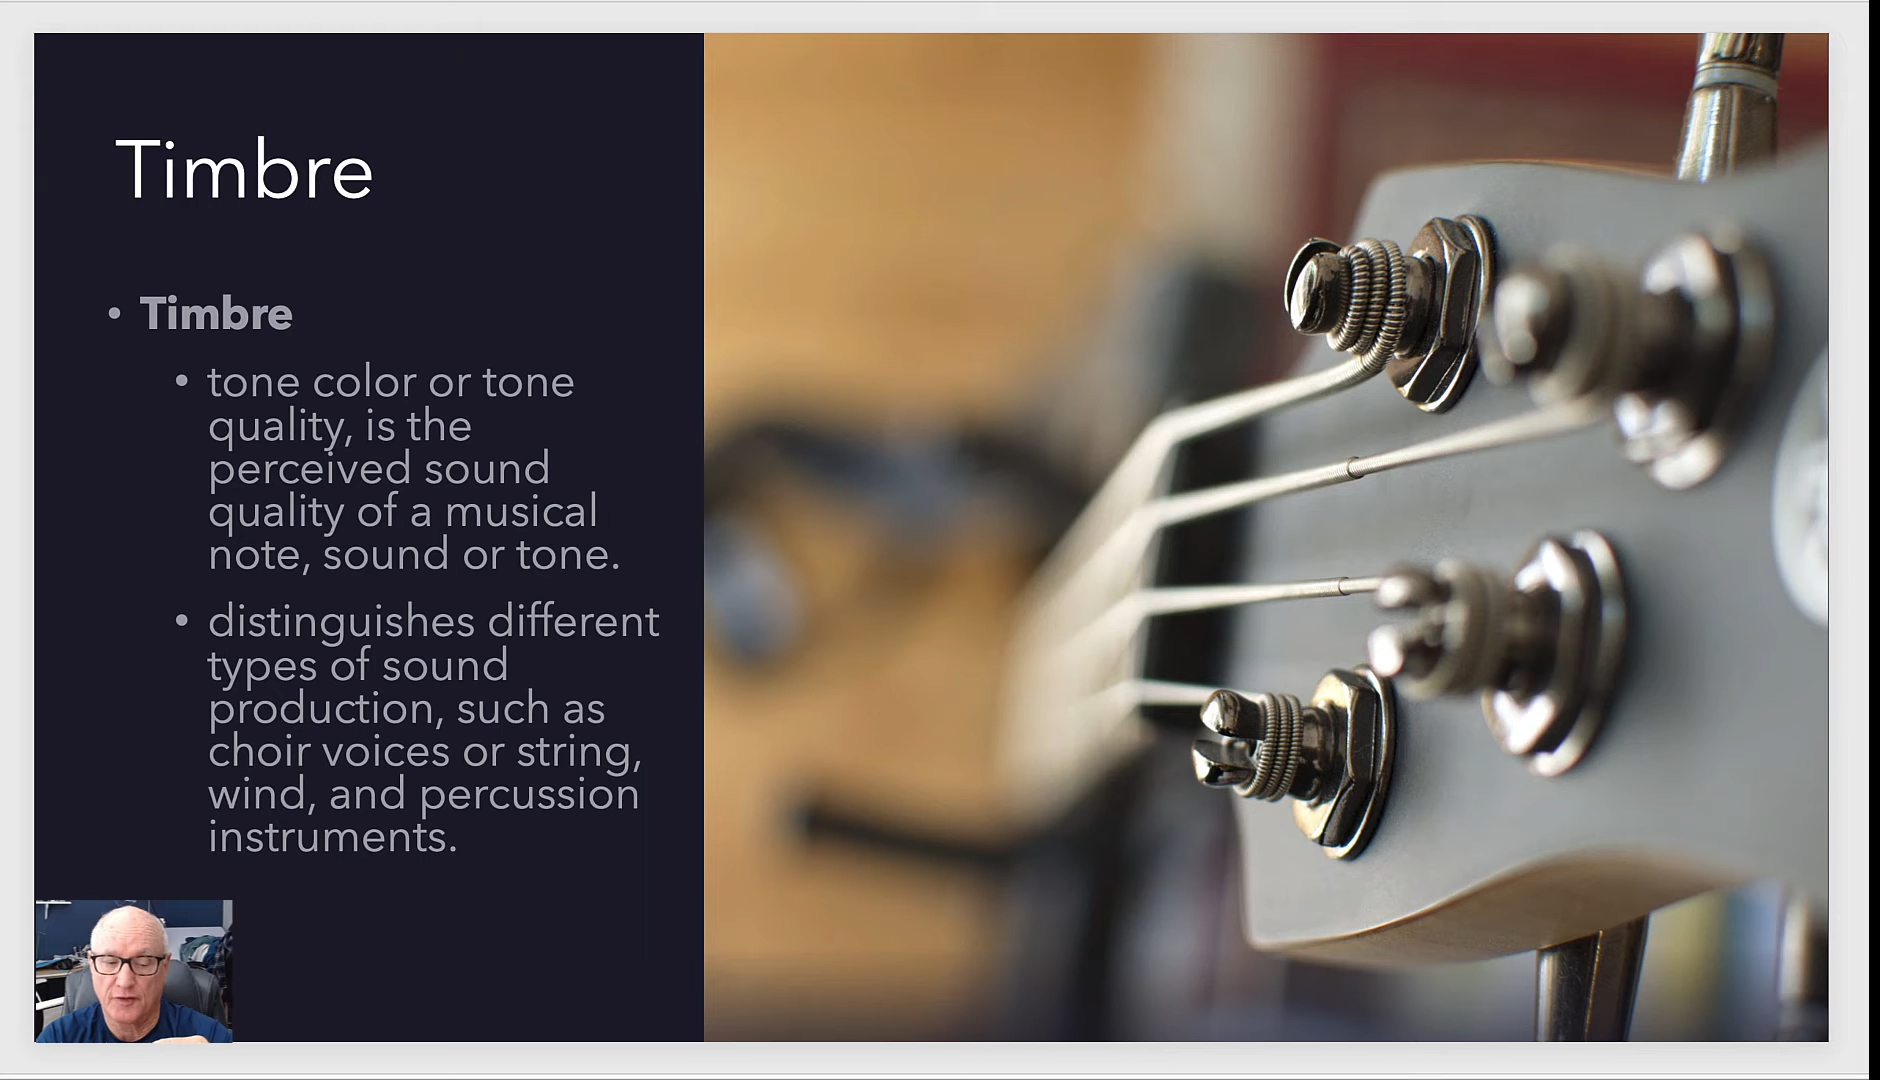 Timbre
• Timbre
• tone color or tone
quality, is the
perceived sound
quality of a musical
note, sound or tone.
• distinguishes different
types of sound
production, such as
choir voices or string,
wind, and percussion
instruments.